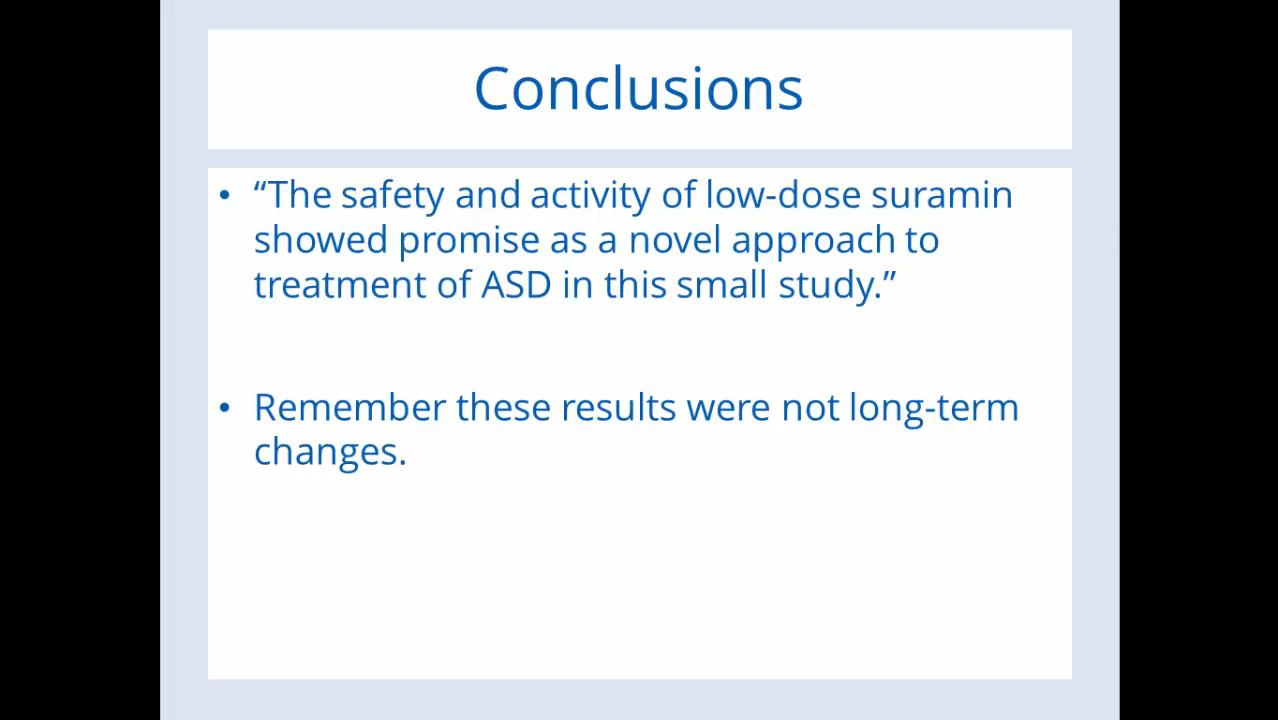 Conclusions
• “The safety and activity of low-dose suramin
showed promise as a novel approach to
treatment of ASD in this small study.”
• Remember these results were not long-term
changes.